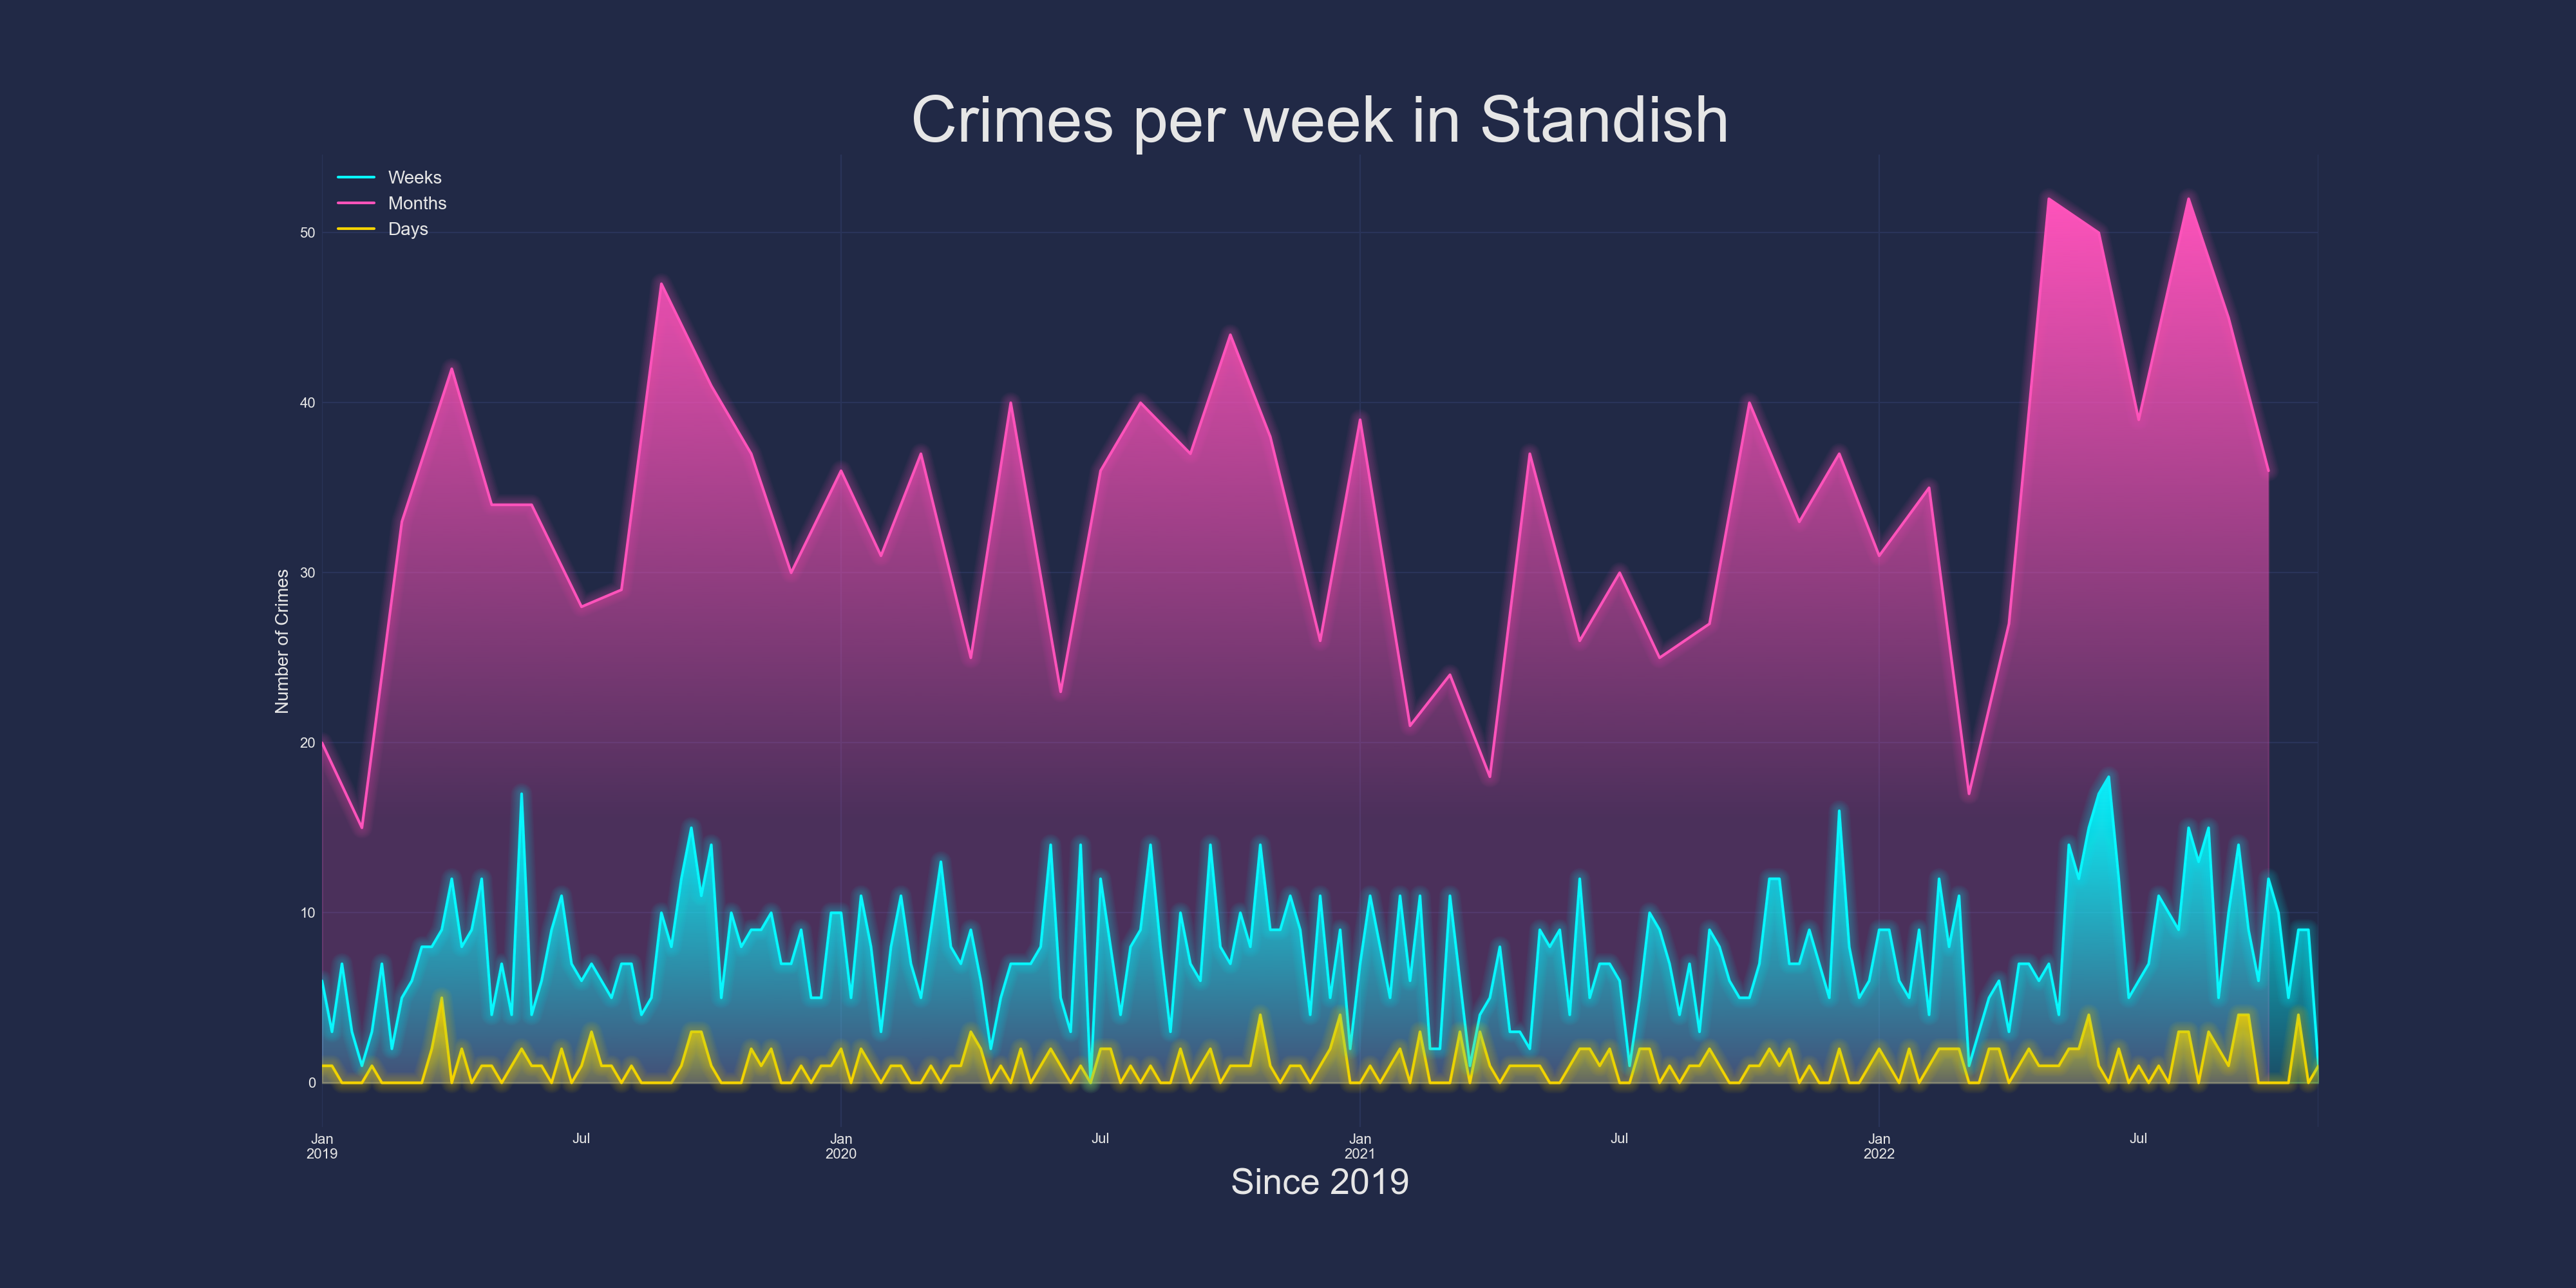 Crimes per week in Standish
Weeks
Months
Days
Number of Crimes
50
40
30
20
10
0
Jan
2019
Jul
Jan
2020
Jul
Jan
2021
Jul
Jan
2022
Jul
Since 2019